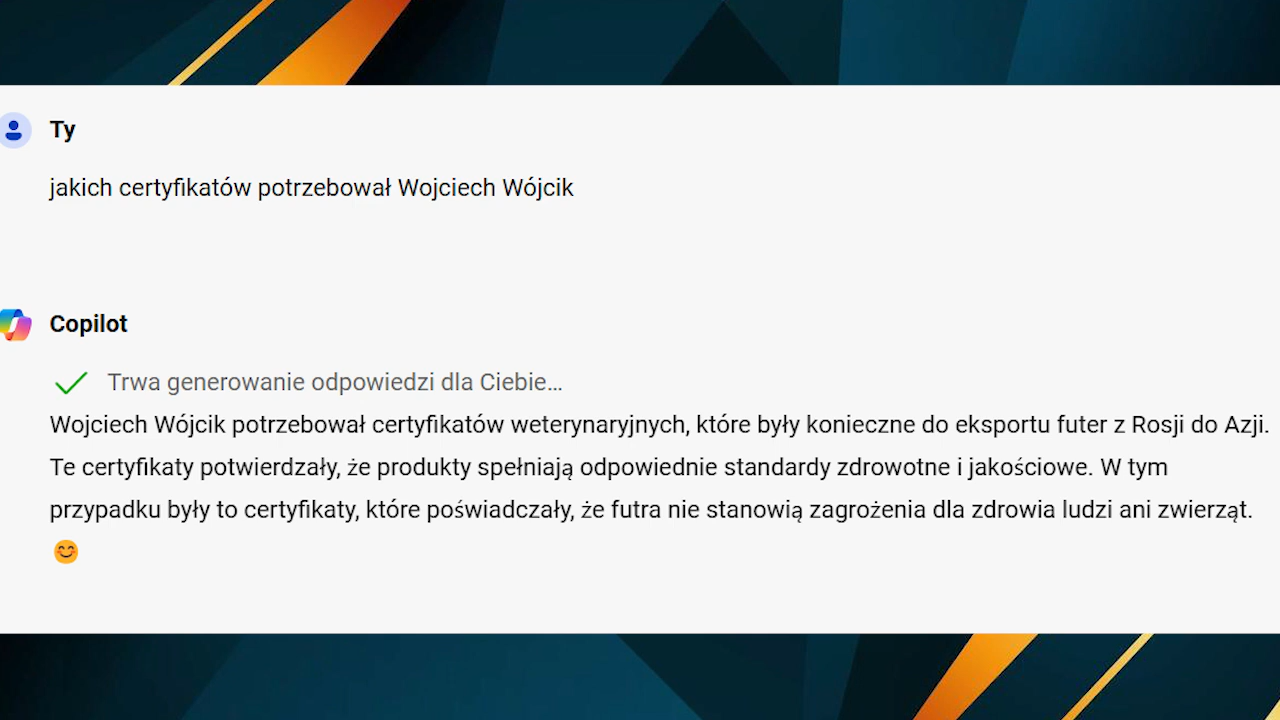 Ty
jakich certyfikatów potrzebował Wojciech Wójcik
Copilot
Trwa generowanie odpowiedzi dla Ciebie…
Wojciech Wójcik potrzebował certyfikatów weterynaryjnych, które były konieczne do eksportu futer z Rosji do Azji.
Te certyfikaty potwierdzały, że produkty spełniają odpowiednie standardy zdrowotne i jakościowe. W tym
przypadku były to certyfikaty, które poświadczały, że futra nie stanowią zagrożenia dla zdrowia ludzi ani zwierząt.
😊